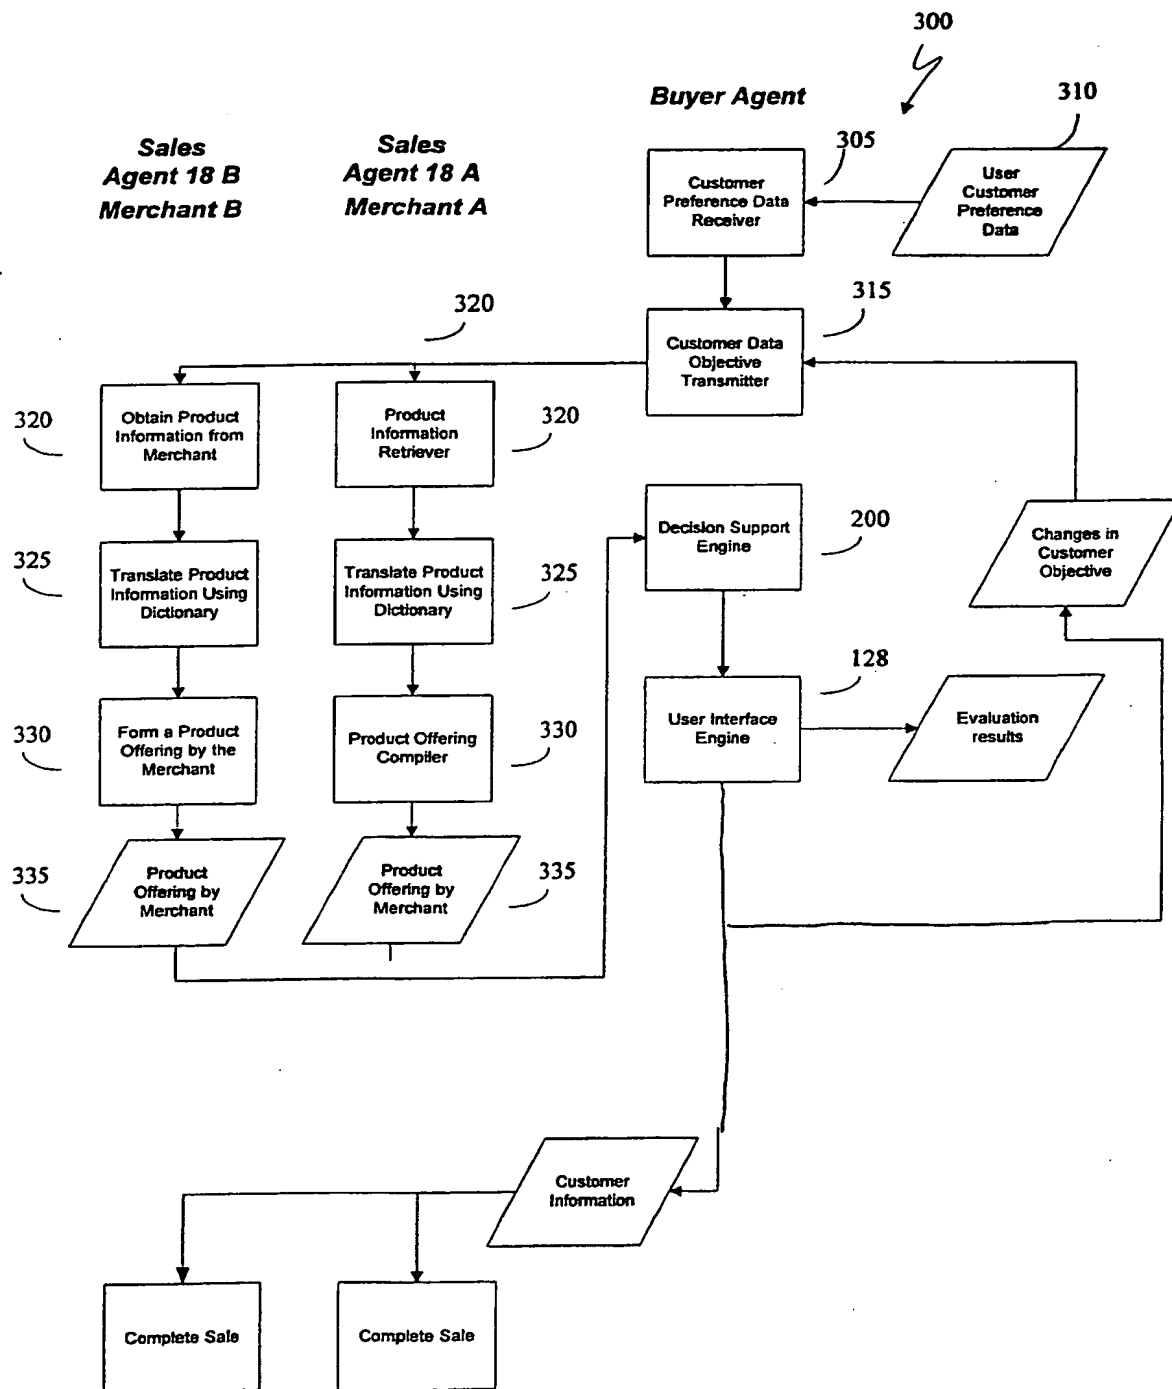 300
Buyer Agent
310
305
Sales
Agent 18 B
Merchant B
Sales
Agent 18 A
Merchant A
Customer
Preference Data
Receiver
User
Customer
Preference
Data
320
315
Customer Data
Objective
Transmitter
320
Obtain Product
Information from
Merchant
Product
Information
Retriever
320
Decision Support
Engine
200
Changes in
Customer
Objective
325
Translate Product
Information Using
Dictionary
Translate Product
Information Using
Dictionary
325
128
User Interface
Engine
Evaluation
results
330
Form a Product
Offering by the
Merchant
Product Offering
Compiler
330
335
Product
Offering by
Merchant
Product
Offering by
Merchant
335
Customer
Information
Complete Sale
Complete Sale